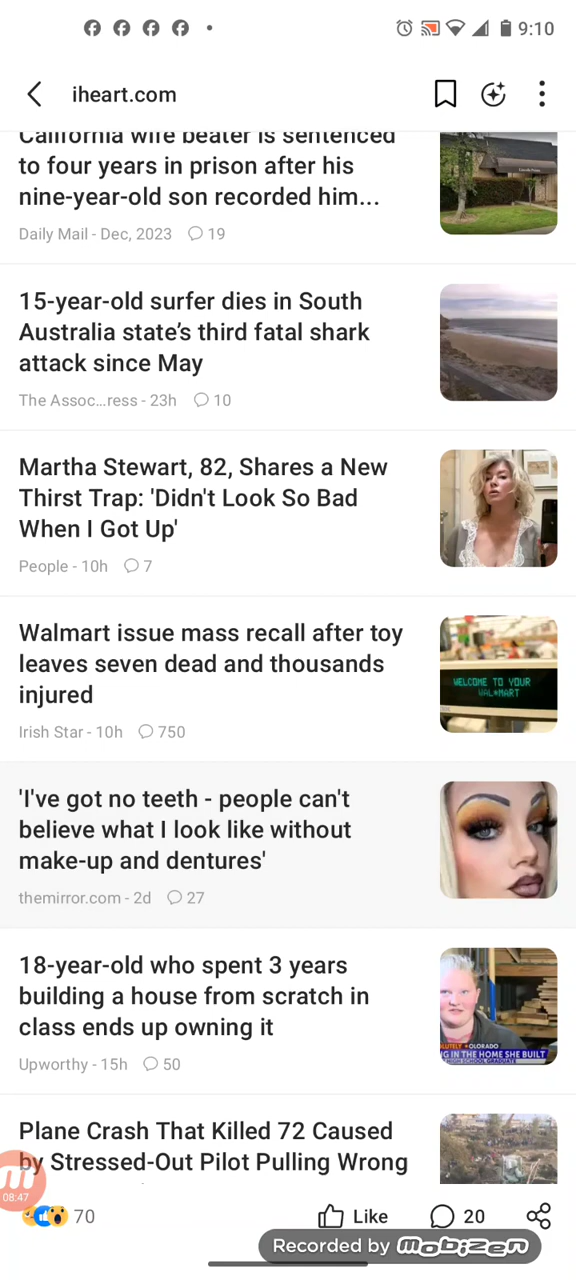 9:10
iheart.com
California wife beater is sentenced
to four years in prison after his
nine-year-old son recorded him...
Daily Mail - Dec, 2023 19
15-year-old surfer dies in South
Australia state’s third fatal shark
attack since May
The Assoc...ress - 23h 10
Martha Stewart, 82, Shares a New
Thirst Trap: 'Didn't Look So Bad
When I Got Up'
People - 10h 7
Walmart issue mass recall after toy
leaves seven dead and thousands
injured
Irish Star - 10h 750
WELCOME TO YOUR
WAL★MART
'I've got no teeth - people can't
believe what I look like without
make-up and dentures'
themirror.com - 2d 27
18-year-old who spent 3 years
building a house from scratch in
class ends up owning it
Upworthy - 15h 50
OLORADO
G IN THE HOME SHE BUILT
Plane Crash That Killed 72 Caused
by Stressed-Out Pilot Pulling Wrong
08:47
70 Like 20
Recorded by mobizen